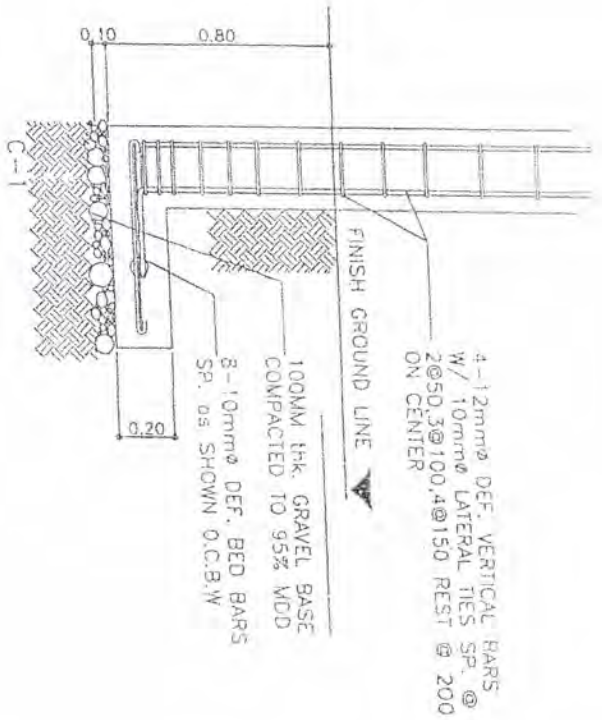 4-12mmø DEF. VERTICAL BARS
W/ 10mmø LATERAL TIES SP. @
2@50,3@100,4@150 REST @ 200
ON CENTER
FINISH GROUND LINE
100MM thk. GRAVEL BASE
COMPACTED TO 95% MDD
8-10mmø DEF. BED BARS
SP. as SHOWN O.C.B.W
0.10
0.80
0.20
C-1